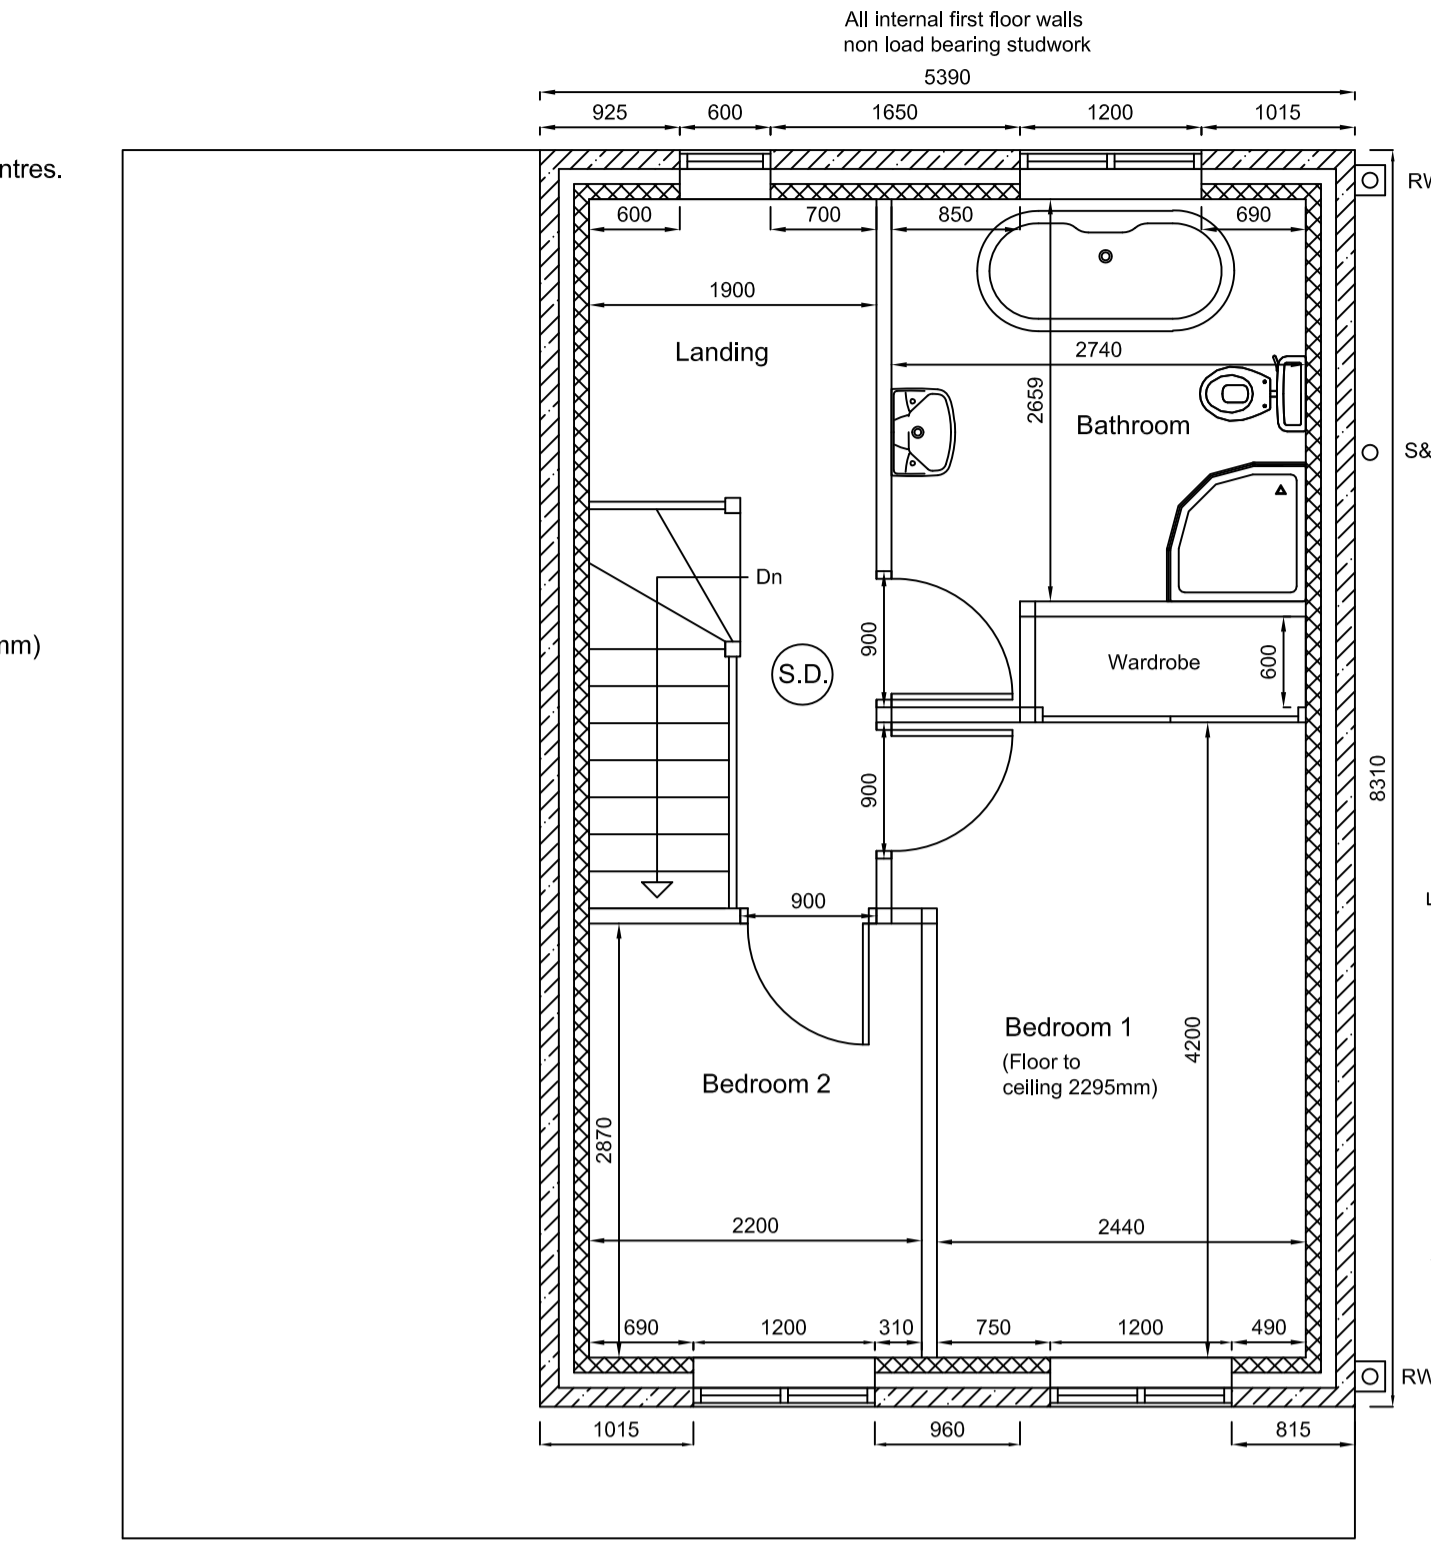 All internal first floor walls
non load bearing studwork
5390
925 600 1650 1200 1015
ntres.
RW
600 700 850 690
1900
Landing
2740
2659
Bathroom
S&
Dn
mm)
900
S.D.
Wardrobe
600
8310
900
900
Bedroom 1
(Floor to
ceiling 2295mm)
4200
Bedroom 2
2870
2200
2440
690 1200 310 750 1200 490
RW
1015 960 815